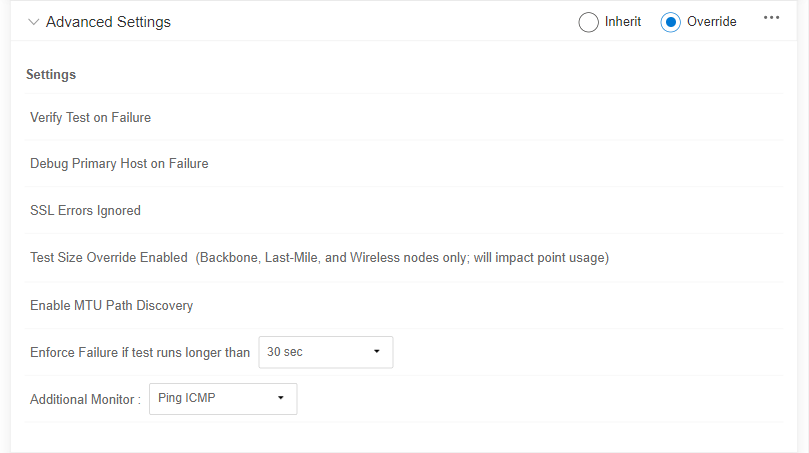 Advanced Settings Inherit Override ...
Settings
Verify Test on Failure
Debug Primary Host on Failure
SSL Errors Ignored
Test Size Override Enabled (Backbone, Last-Mile, and Wireless nodes only; will impact point usage)
Enable MTU Path Discovery
Enforce Failure if test runs longer than 30 sec
Additional Monitor : Ping ICMP